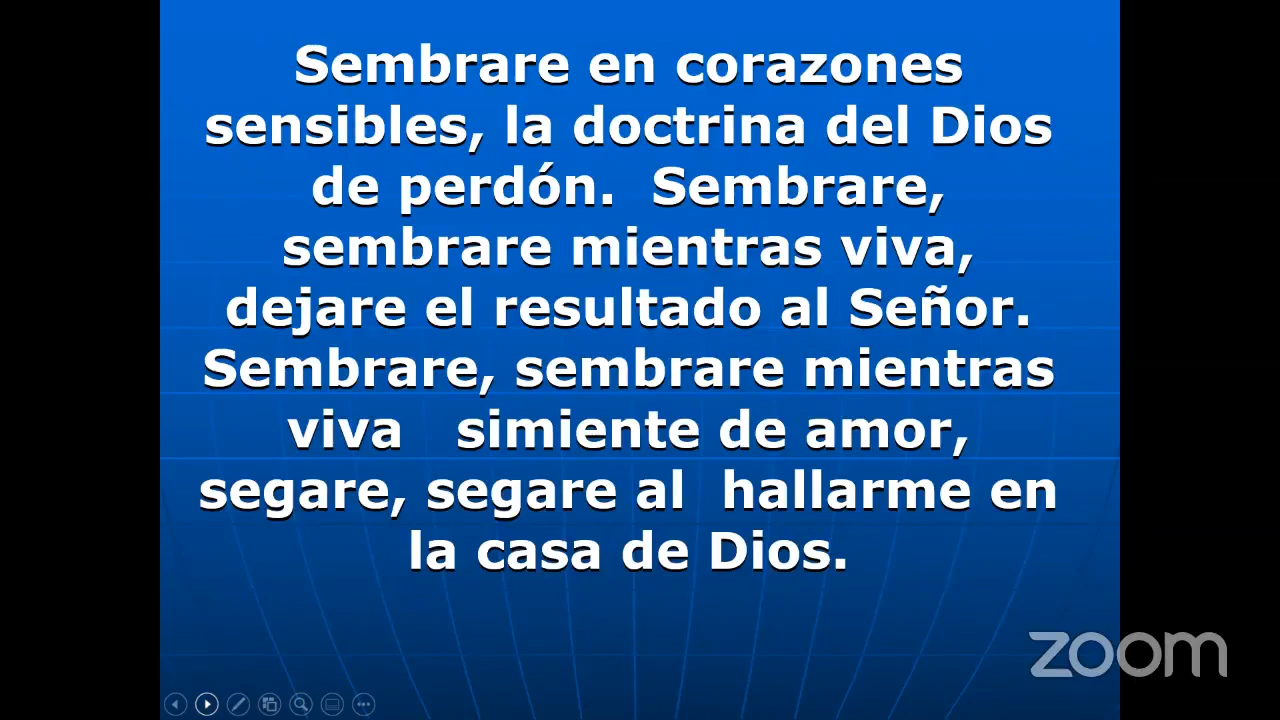 Sembrare en corazones
sensibles, la doctrina del Dios
de perdón.  Sembrare,
sembrare mientras viva,
dejare el resultado al Señor.
Sembrare, sembrare mientras
viva   simiente de amor,
segare, segare al  hallarme en
la casa de Dios.
zoom